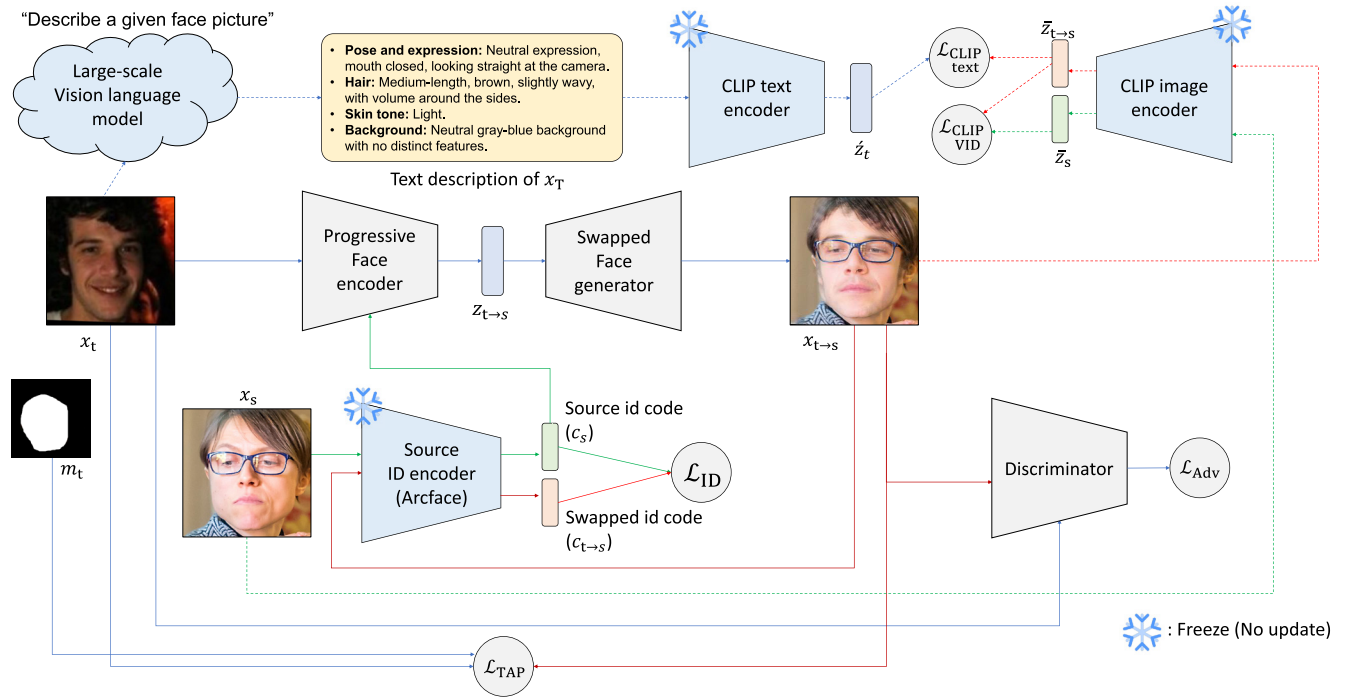 “Describe a given face picture”
Large-scale
Vision language
model
• Pose and expression: Neutral expression,
mouth closed, looking straight at the camera.
• Hair: Medium-length, brown, slightly wavy,
with volume around the sides.
• Skin tone: Light.
• Background: Neutral gray-blue background
with no distinct features.
Text description of x_T
CLIP text
encoder
ź_t
ℒ_CLIP text
ℒ_CLIP VID
z̄_t→s
z̄_s
CLIP image
encoder
x_t
Progressive
Face
encoder
z_t→s
Swapped
Face
generator
x_t→s
m_t
x_s
Source
ID encoder
(Arcface)
Source id code
(c_s)
Swapped id code
(c_t→s)
ℒ_ID
Discriminator
ℒ_Adv
ℒ_TAP
: Freeze (No update)